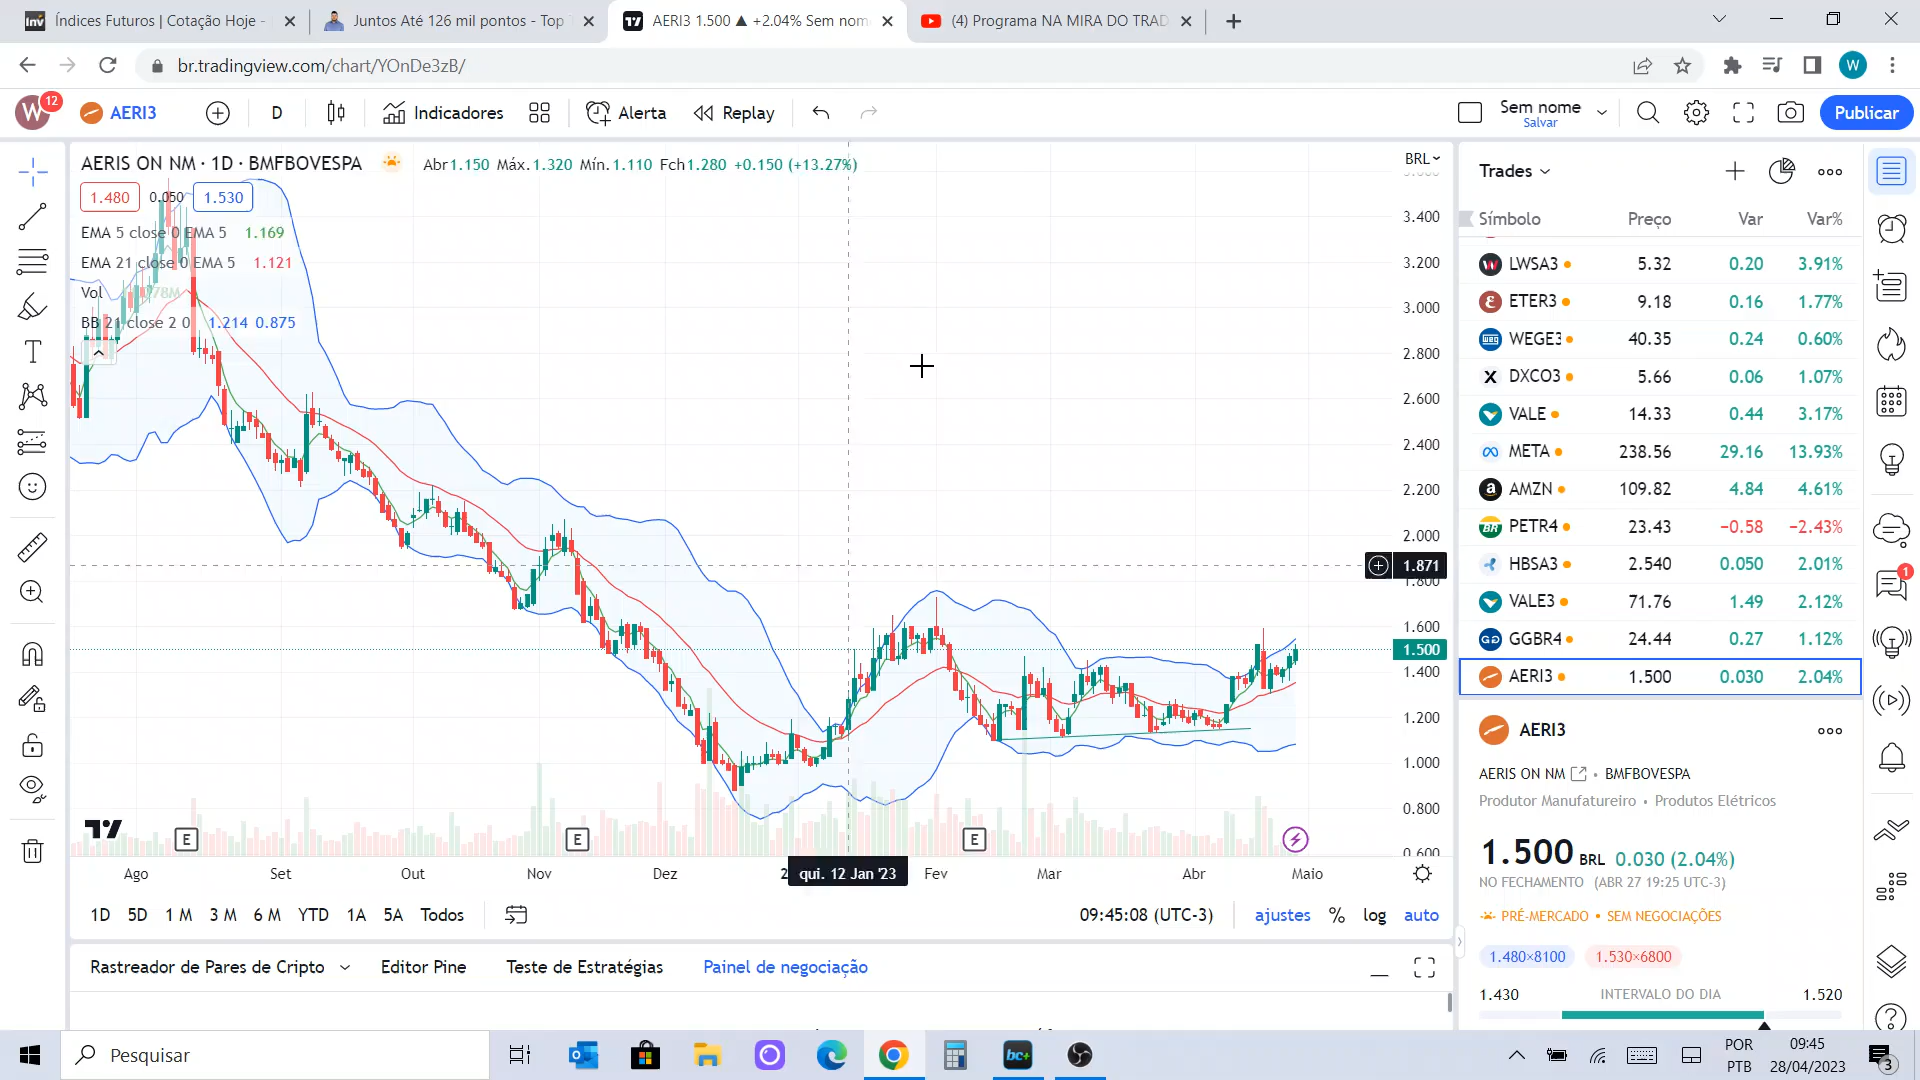 Índices Futuros | Cotação Hoje -
Juntos Até 126 mil pontos - Top
AERI3 1.500 ▲ +2.04% Sem nom
(4) Programa NA MIRA DO TRAD
br.tradingview.com/chart/YOnDe3zB/
W
W
12
AERI3
D
Indicadores
Alerta
Replay
Sem nome
Salvar
Publicar
AERIS ON NM · 1D · BMFBOVESPA
Abr1.150 Máx.1.320 Mín.1.110 Fch1.280 +0.150 (+13.27%)
BRL
1.480
0.050
1.530
EMA 5 close 0 EMA 5 1.169
EMA 21 close 0 EMA 5 1.121
Vol
BB 21 close 2 0 1.214 0.875
3.400
3.200
3.000
2.800
2.600
2.400
2.200
2.000
1.871
1.800
1.600
1.500
1.400
1.200
1.000
0.800
0.600
E
E
E
Ago
Set
Out
Nov
Dez
qui. 12 Jan '23
Fev
Mar
Abr
Maio
1D 5D 1 M 3 M 6 M YTD 1A 5A Todos
09:45:08 (UTC-3)
ajustes
%
log
auto
Rastreador de Pares de Cripto
Editor Pine
Teste de Estratégias
Painel de negociação
Trades
Símbolo Preço Var Var%
LWSA3 5.32 0.20 3.91%
ETER3 9.18 0.16 1.77%
WEGE3 40.35 0.24 0.60%
DXCO3 5.66 0.06 1.07%
VALE 14.33 0.44 3.17%
META 238.56 29.16 13.93%
AMZN 109.82 4.84 4.61%
PETR4 23.43 −0.58 −2.43%
HBSA3 2.540 0.050 2.01%
VALE3 71.76 1.49 2.12%
GGBR4 24.44 0.27 1.12%
AERI3 1.500 0.030 2.04%
AERI3
AERIS ON NM • BMFBOVESPA
Produtor Manufatureiro • Produtos Elétricos
1.500 BRL 0.030 (2.04%)
NO FECHAMENTO (ABR 27 19:25 UTC-3)
PRÉ-MERCADO • SEM NEGOCIAÇÕES
1.480×8100
1.530×6800
1.430 INTERVALO DO DIA 1.520
1
Pesquisar
bc+
POR
PTB
09:45
28/04/2023
3